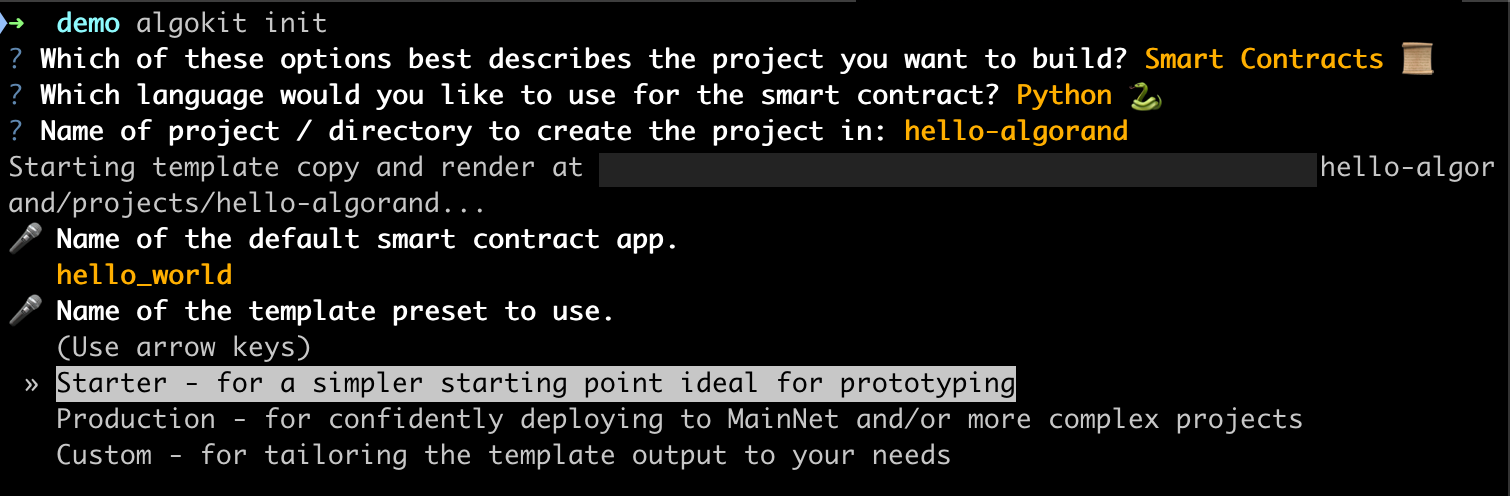 ➜ demo algokit init
? Which of these options best describes the project you want to build? Smart Contracts 📜
? Which language would you like to use for the smart contract? Python 🐍
? Name of project / directory to create the project in: hello-algorand
Starting template copy and render at hello-algor
and/projects/hello-algorand...
🎤 Name of the default smart contract app.
hello_world
🎤 Name of the template preset to use.
(Use arrow keys)
» Starter - for a simpler starting point ideal for prototyping
Production - for confidently deploying to MainNet and/or more complex projects
Custom - for tailoring the template output to your needs